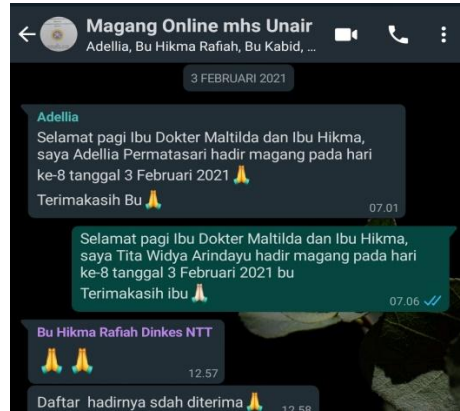 Magang Online mhs Unair
Adellia, Bu Hikma Rafiah, Bu Kabid, ...
3 FEBRUARI 2021
Adellia
Selamat pagi Ibu Dokter Maltilda dan Ibu Hikma,
saya Adellia Permatasari hadir magang pada hari
ke-8 tanggal 3 Februari 2021 🙏
Terimakasih Bu 🙏
07.01
Selamat pagi Ibu Dokter Maltilda dan Ibu Hikma,
saya Tita Widya Arindayu hadir magang pada hari
ke-8 tanggal 3 Februari 2021 bu
Terimakasih ibu 🙏🏻
07.06
Bu Hikma Rafiah Dinkes NTT
🙏 🙏
12.57
Daftar hadirnya sdah diterima 🙏 12.58